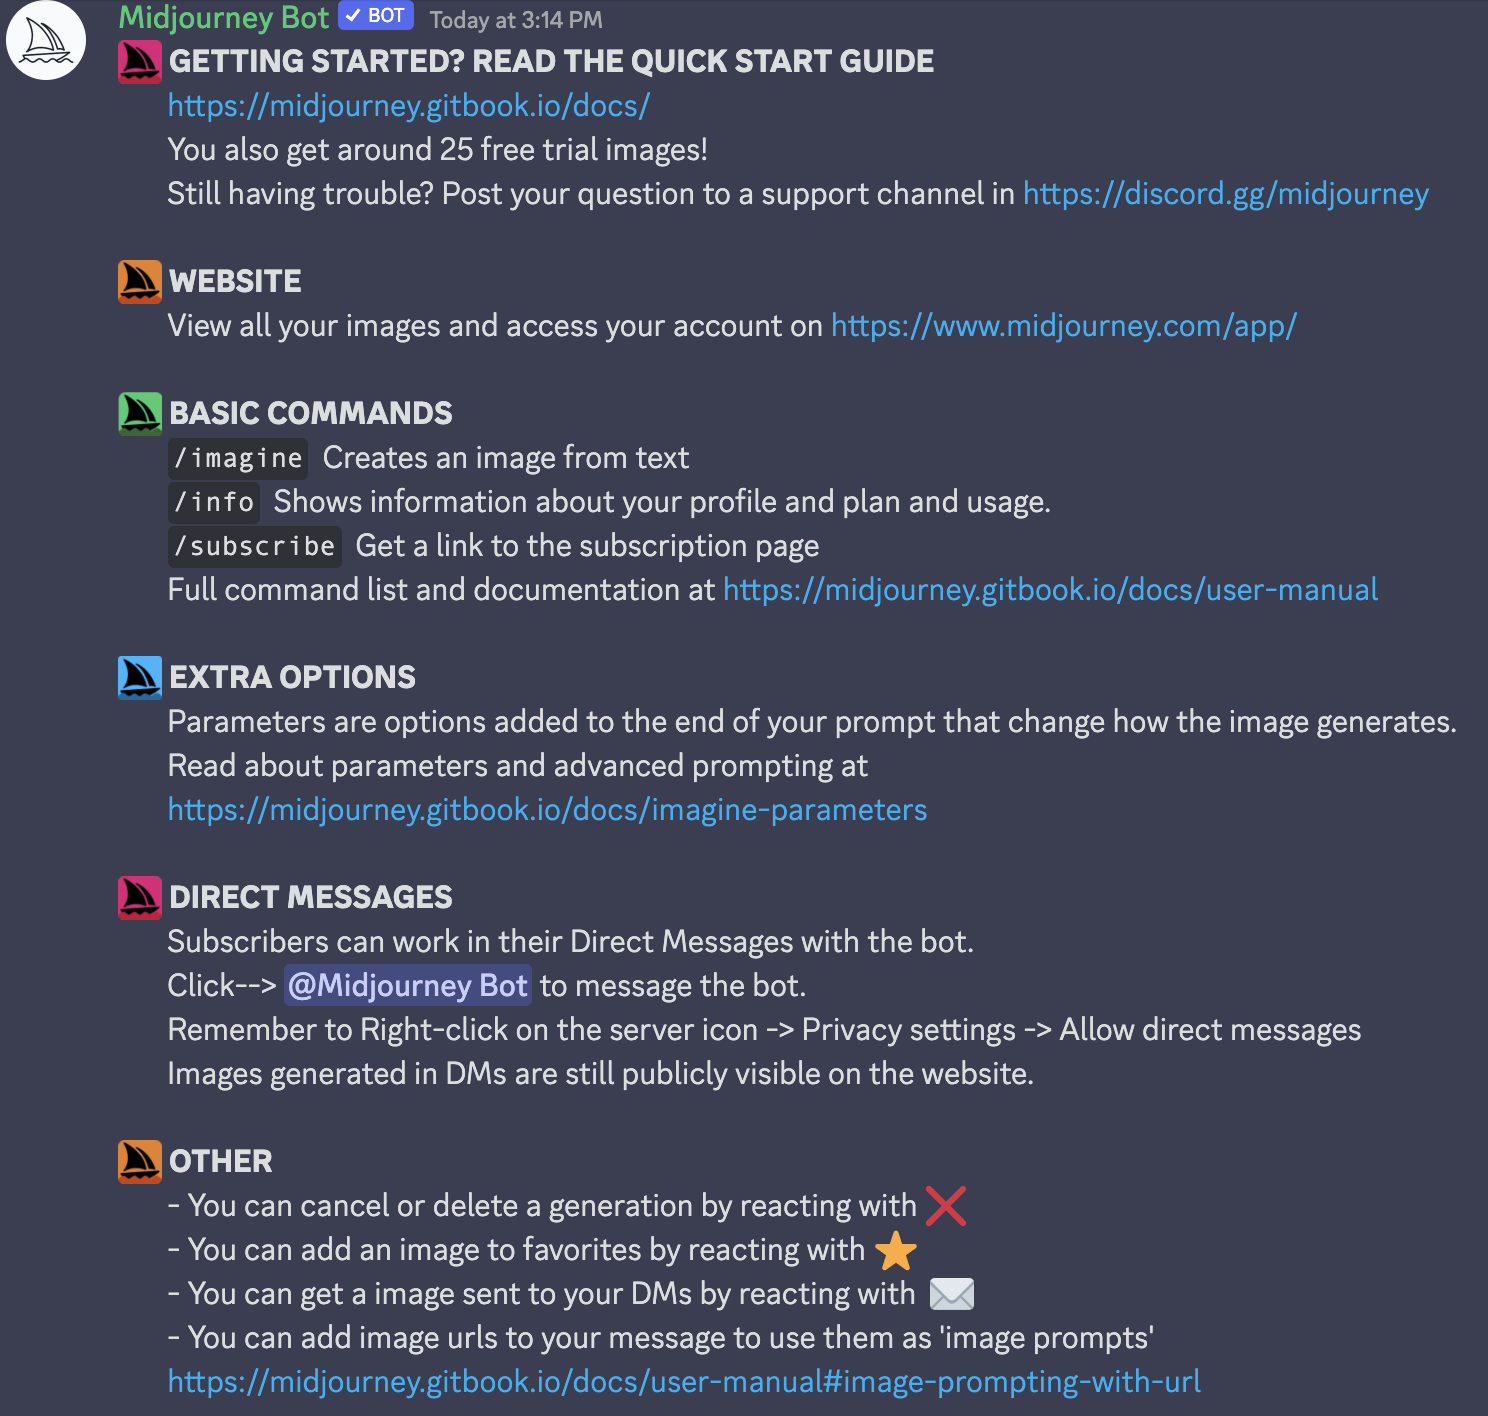 Midjourney Bot ✓ BOT Today at 3:14 PM
GETTING STARTED? READ THE QUICK START GUIDE
https://midjourney.gitbook.io/docs/
You also get around 25 free trial images!
Still having trouble? Post your question to a support channel in https://discord.gg/midjourney
WEBSITE
View all your images and access your account on https://www.midjourney.com/app/
BASIC COMMANDS
/imagine Creates an image from text
/info Shows information about your profile and plan and usage.
/subscribe Get a link to the subscription page
Full command list and documentation at https://midjourney.gitbook.io/docs/user-manual
EXTRA OPTIONS
Parameters are options added to the end of your prompt that change how the image generates.
Read about parameters and advanced prompting at
https://midjourney.gitbook.io/docs/imagine-parameters
DIRECT MESSAGES
Subscribers can work in their Direct Messages with the bot.
Click--> @Midjourney Bot to message the bot.
Remember to Right-click on the server icon -> Privacy settings -> Allow direct messages
Images generated in DMs are still publicly visible on the website.
OTHER
- You can cancel or delete a generation by reacting with ❌
- You can add an image to favorites by reacting with ⭐
- You can get a image sent to your DMs by reacting with ✉️
- You can add image urls to your message to use them as 'image prompts'
https://midjourney.gitbook.io/docs/user-manual#image-prompting-with-url